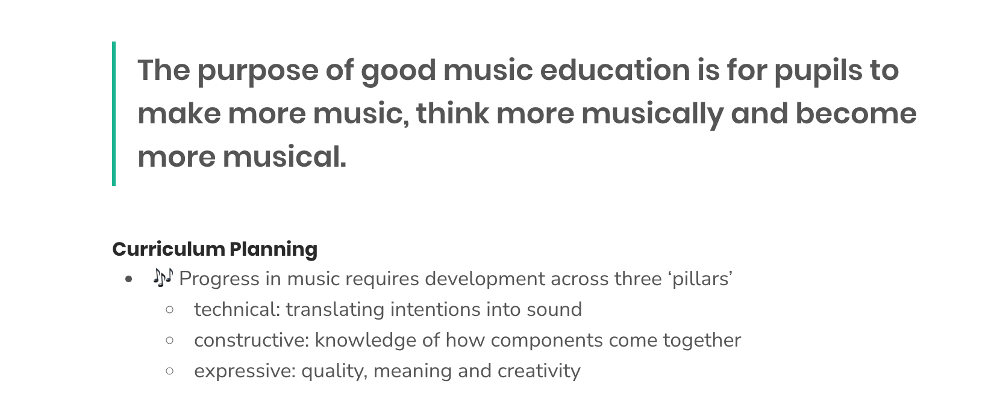 The purpose of good music education is for pupils to
make more music, think more musically and become
more musical.
Curriculum Planning
• 🎶 Progress in music requires development across three ‘pillars’
○ technical: translating intentions into sound
○ constructive: knowledge of how components come together
○ expressive: quality, meaning and creativity